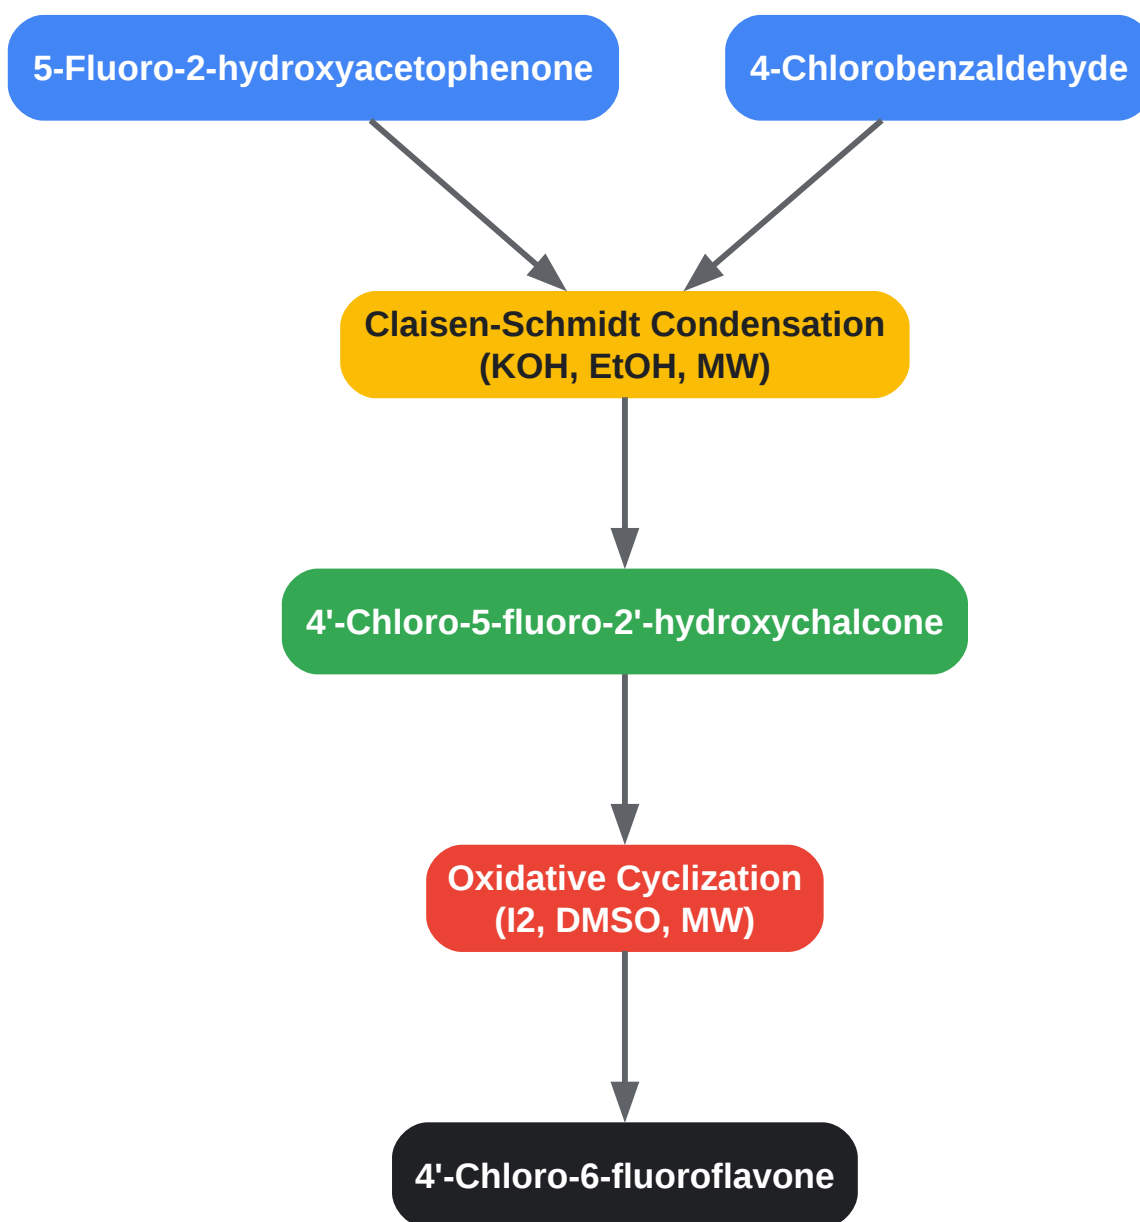 5-Fluoro-2-hydroxyacetophenone
4-Chlorobenzaldehyde
Claisen-Schmidt Condensation
(KOH, EtOH, MW)
4'-Chloro-5-fluoro-2'-hydroxychalcone
Oxidative Cyclization
(I2, DMSO, MW)
4'-Chloro-6-fluoroflavone